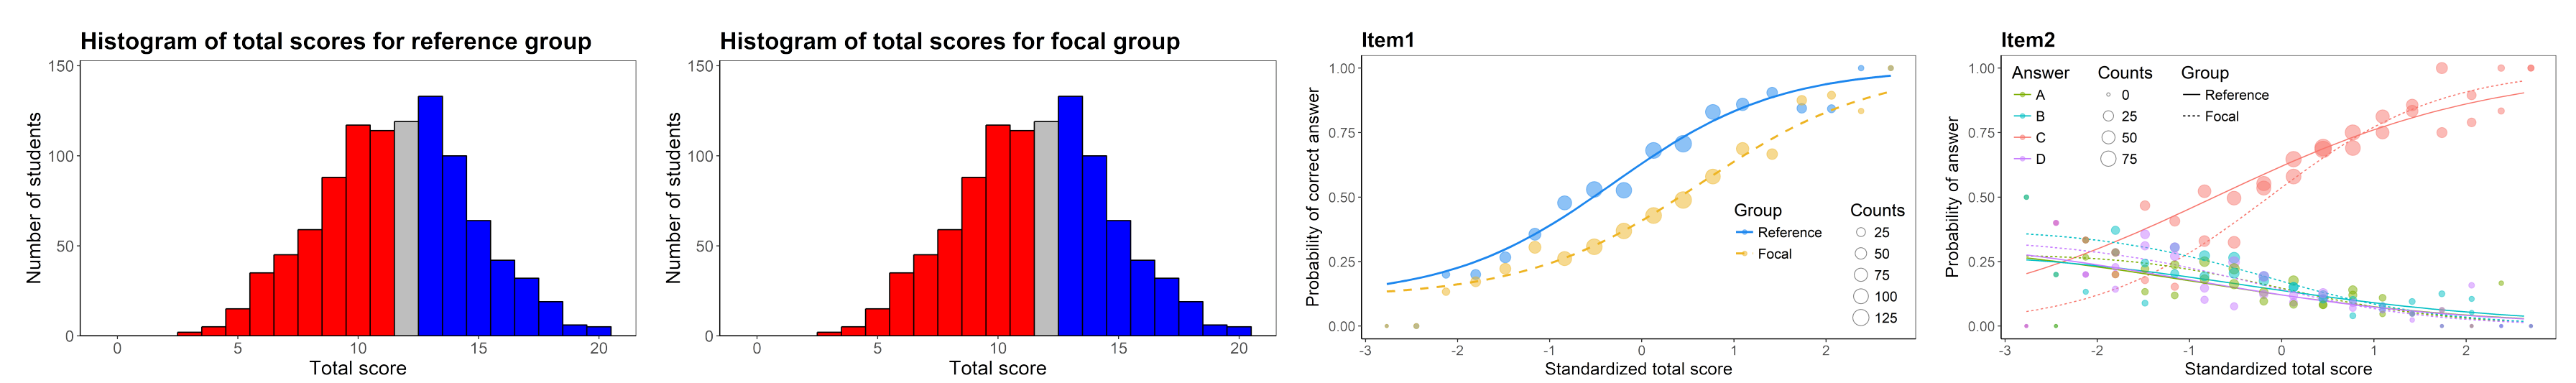 Histogram of total scores for reference group
Number of students
150
100
50
0
0 5 10 15 20
Total score
Histogram of total scores for focal group
Number of students
150
100
50
0
0 5 10 15 20
Total score
Item1
Probability of correct answer
1.00
0.75
0.50
0.25
0.00
Group
Reference
Focal
Counts
25
50
75
100
125
-3 -2 -1 0 1 2
Standardized total score
Item2
Probability of answer
1.00
0.75
0.50
0.25
0.00
Answer
A
B
C
D
Counts
0
25
50
75
Group
Reference
Focal
-3 -2 -1 0 1 2
Standardized total score